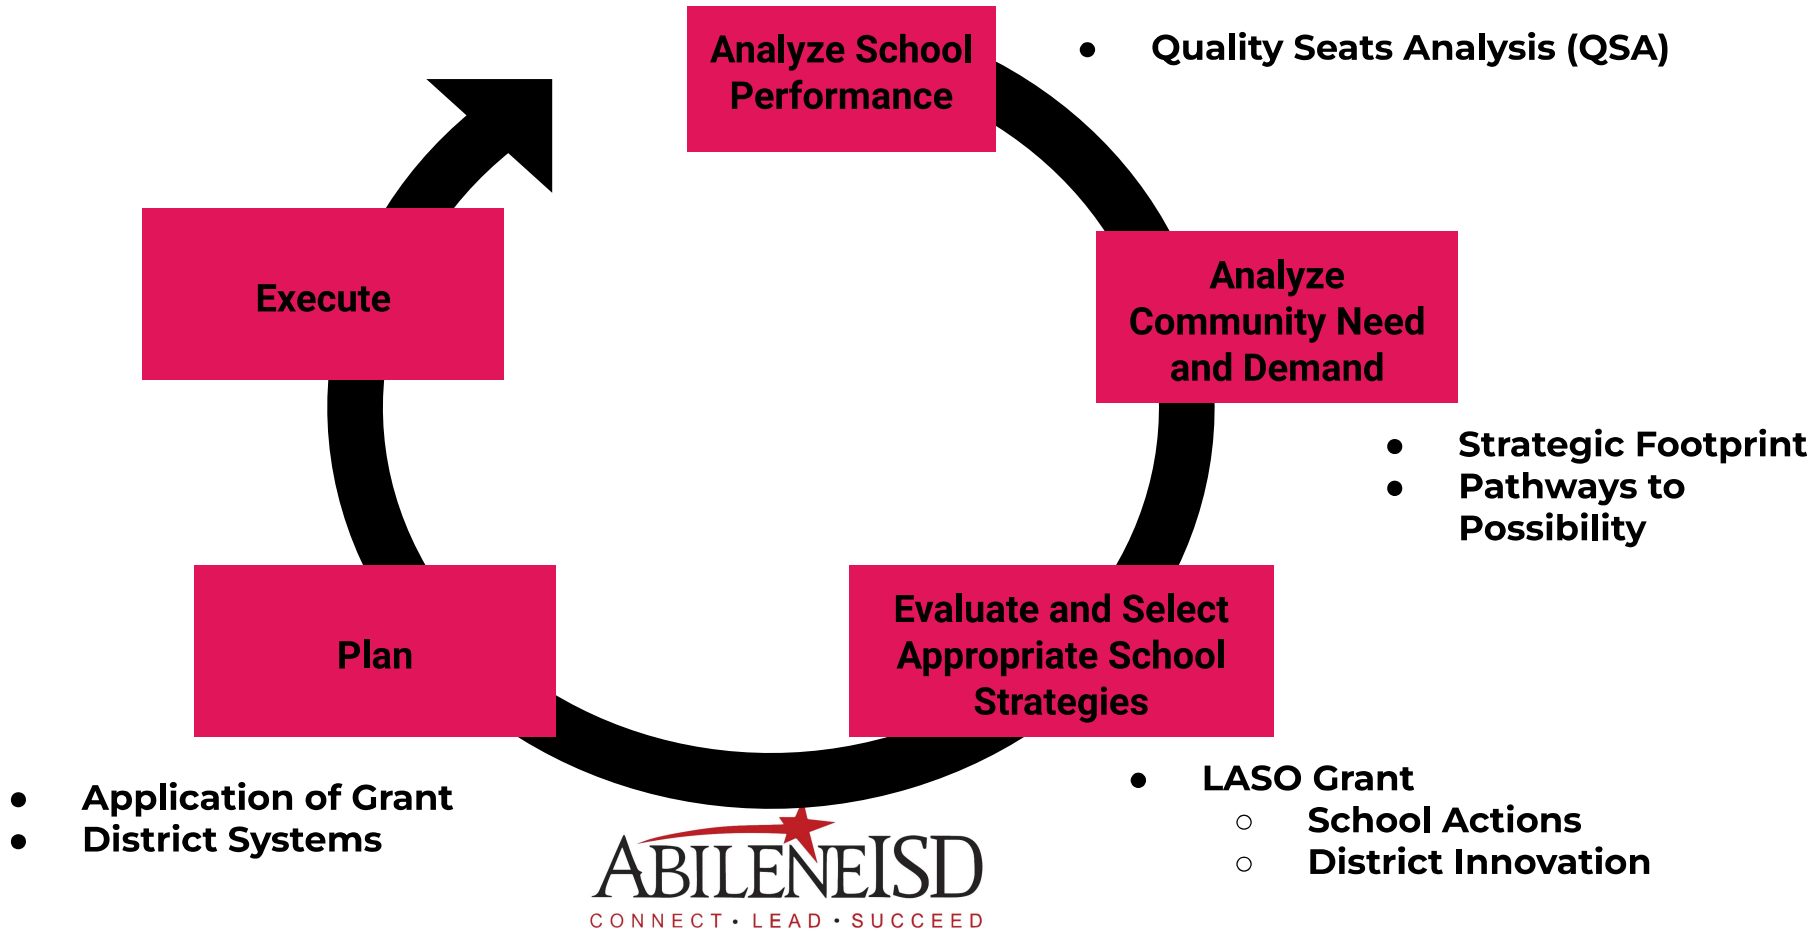 Analyze School
Performance
● Quality Seats Analysis (QSA)
Analyze
Community Need
and Demand
● Strategic Footprint
● Pathways to
Possibility
Evaluate and Select
Appropriate School
Strategies
● LASO Grant
○ School Actions
○ District Innovation
Plan
● Application of Grant
● District Systems
Execute
ABILENEISD
CONNECT • LEAD • SUCCEED